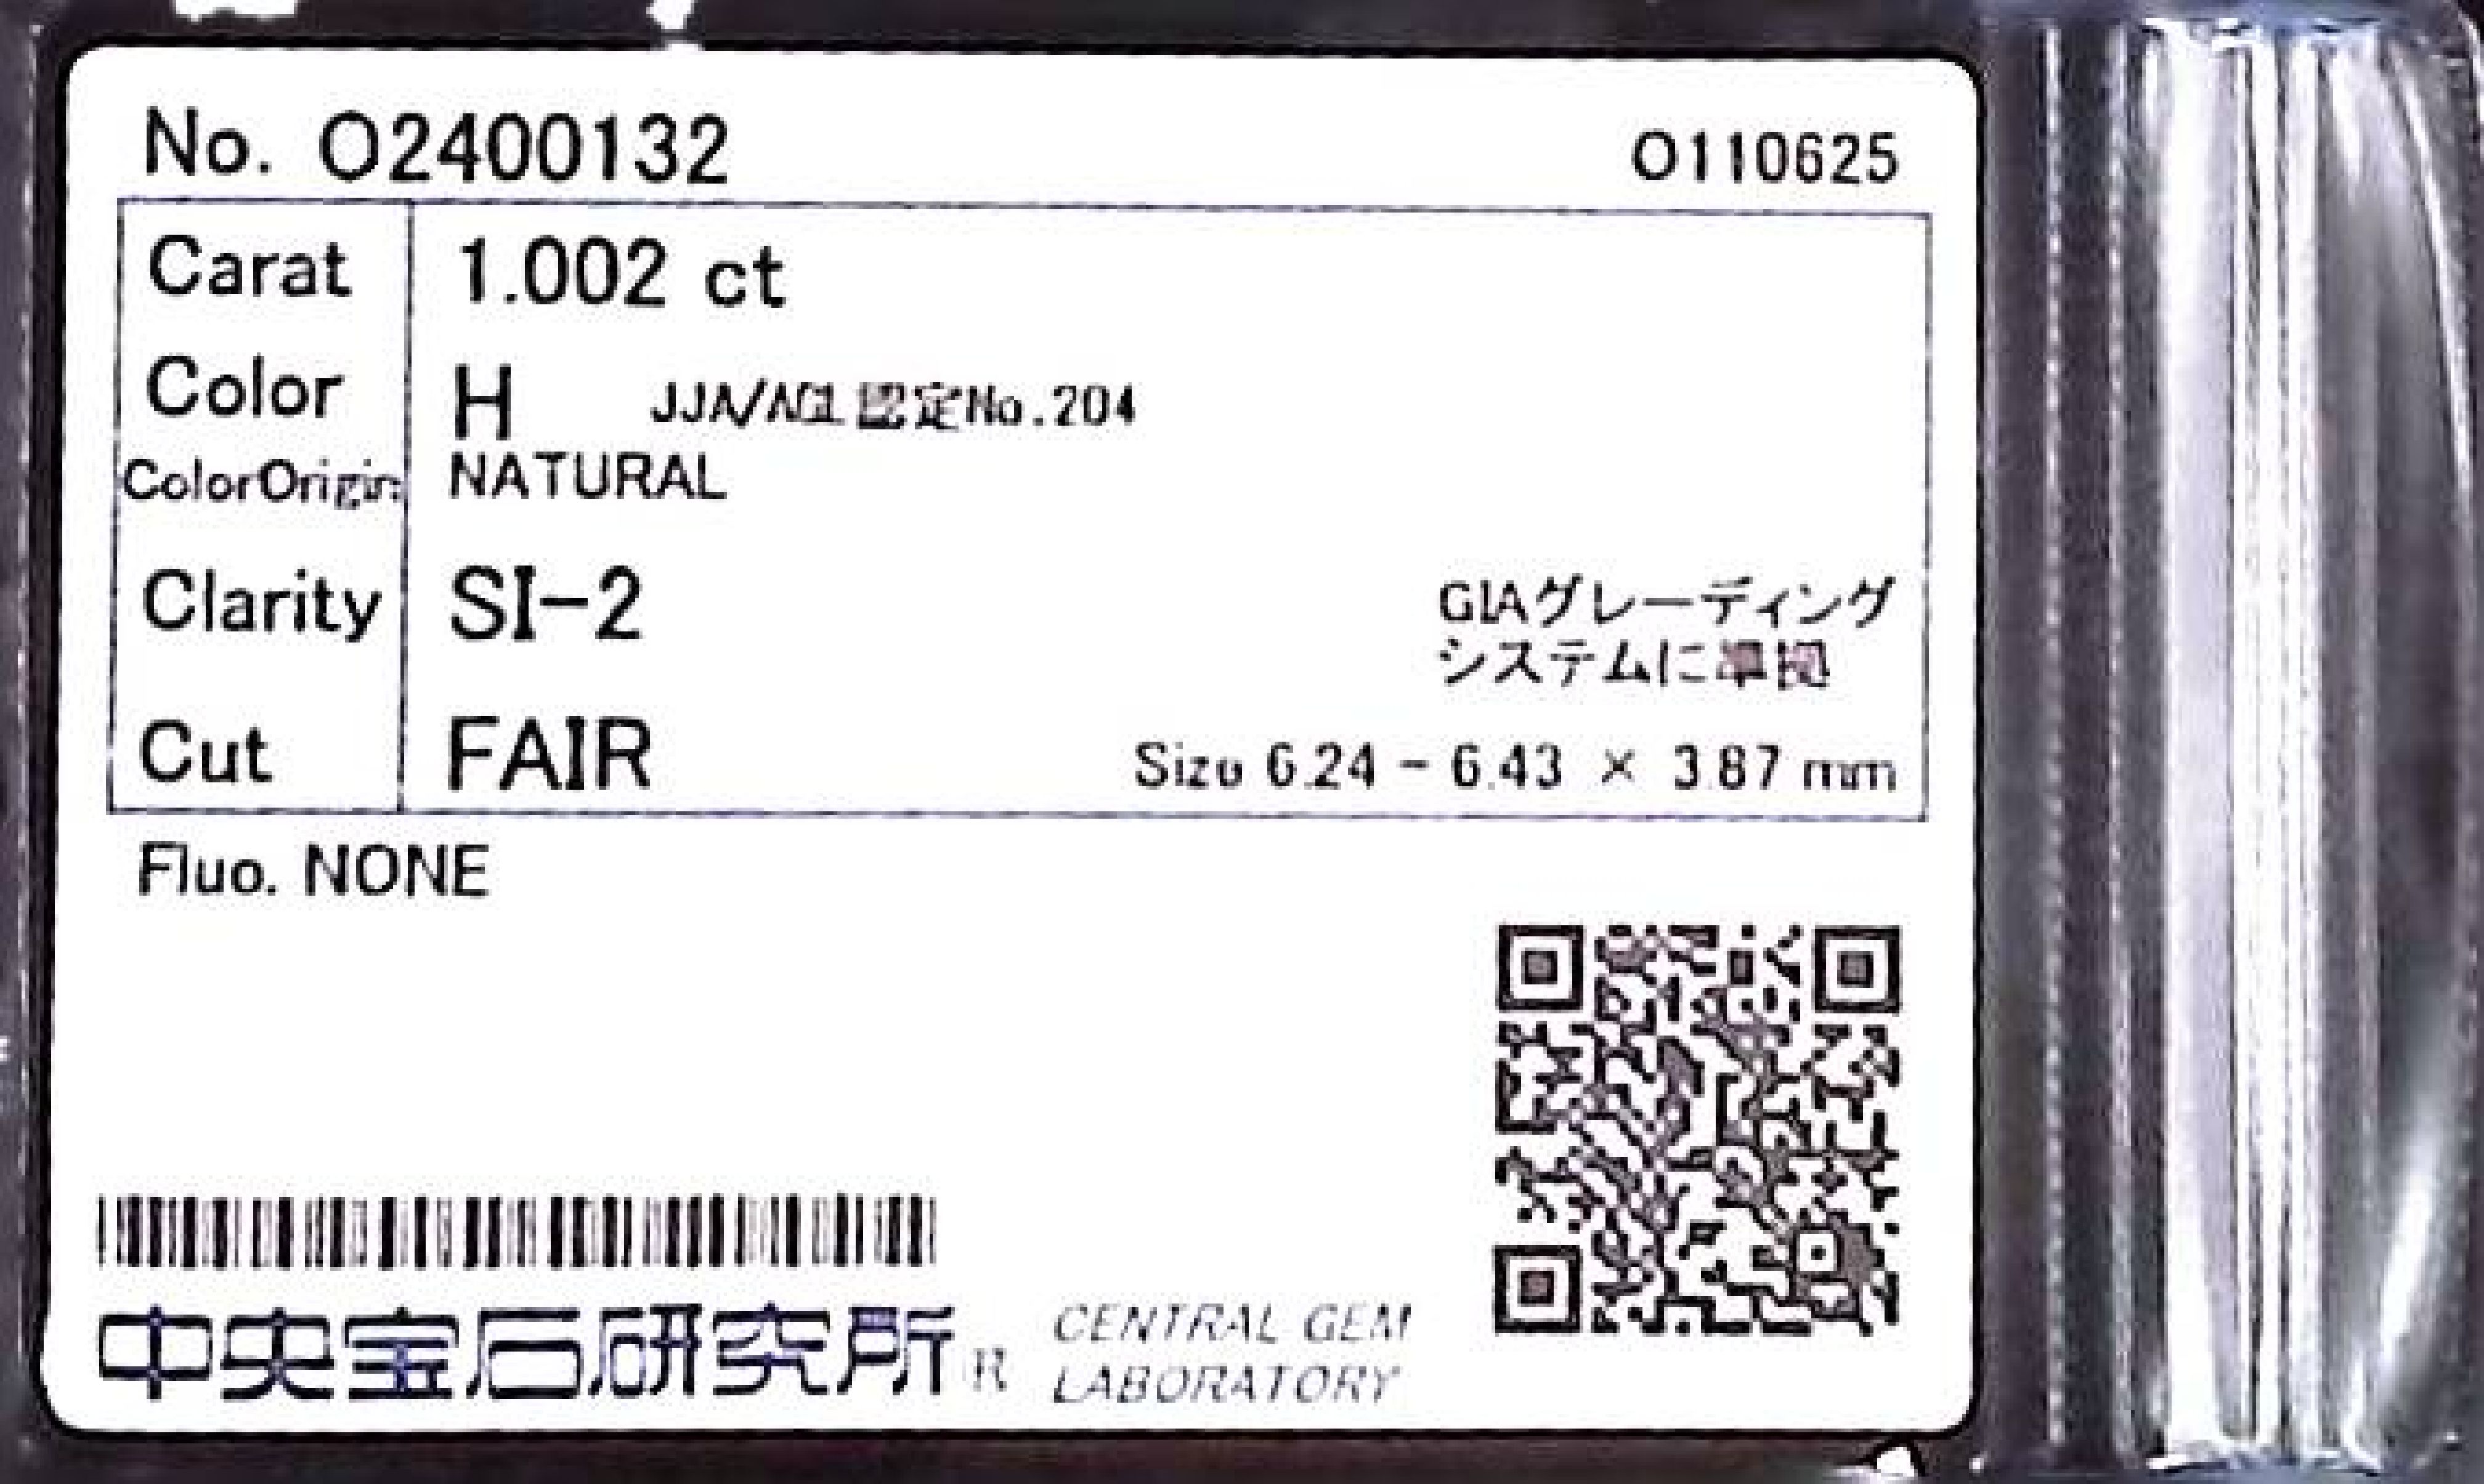 No. O2400132 O110625
Carat 1.002 ct
Color H JJA/AGL認定No.204
ColorOrigin NATURAL
Clarity SI-2
GIAグレーディング
システムに準拠
Cut FAIR Size 6.24 - 6.43 × 3.87 mm
Fluo. NONE
中央宝石研究所 R CENTRAL GEM
LABORATORY